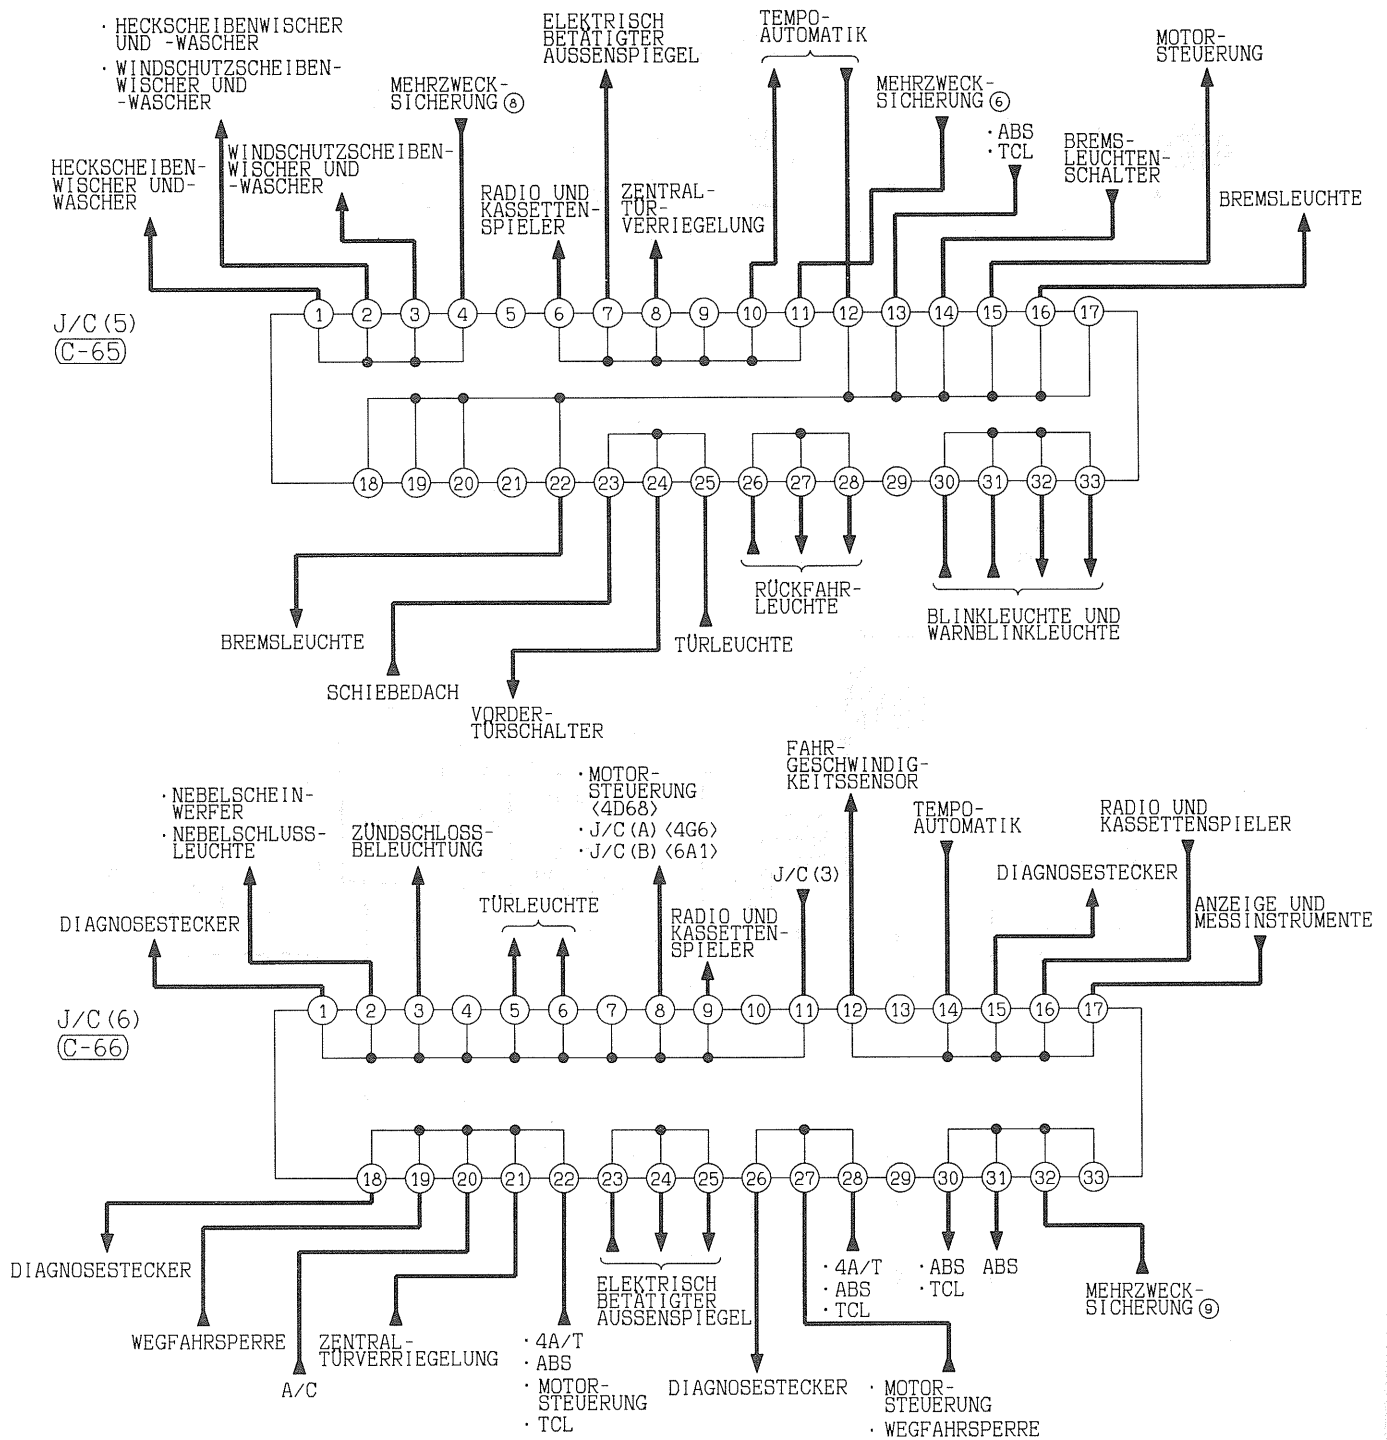 · HECKSCHEIBENWISCHER
UND -WASCHER
· WINDSCHUTZSCHEIBEN-
WISCHER UND
-WASCHER
HECKSCHEIBEN-
WISCHER UND-
WASCHER
WINDSCHUTZSCHEIBEN-
WISCHER UND
-WASCHER
MEHRZWECK-
SICHERUNG ⑧
ELEKTRISCH
BETÄTIGTER
AUSSENSPIEGEL
RADIO UND
KASSETTEN-
SPIELER
ZENTRAL-
TÜR-
VERRIEGELUNG
TEMPO-
AUTOMATIK
MEHRZWECK-
SICHERUNG ⑥
· ABS
· TCL
BREMS-
LEUCHTEN-
SCHALTER
MOTOR-
STEUERUNG
BREMSLEUCHTE
J/C (5)
C-65
1 2 3 4 5 6 7 8 9 10 11 12 13 14 15 16 17
18 19 20 21 22 23 24 25 26 27 28 29 30 31 32 33
BREMSLEUCHTE
SCHIEBEDACH
VORDER-
TÜRSCHALTER
TÜRLEUCHTE
RÜCKFAHR-
LEUCHTE
BLINKLEUCHTE UND
WARNBLINKLEUCHTE
DIAGNOSESTECKER
· NEBELSCHEIN-
WERFER
· NEBELSCHLUSS-
LEUCHTE
ZÜNDSCHLOSS-
BELEUCHTUNG
TÜRLEUCHTE
· MOTOR-
STEUERUNG
<4D68>
· J/C (A) <4G6>
· J/C (B) <6A1>
RADIO UND
KASSETTEN-
SPIELER
J/C (3)
FAHR-
GESCHWINDIG-
KEITSSENSOR
TEMPO-
AUTOMATIK
DIAGNOSESTECKER
RADIO UND
KASSETTENSPIELER
ANZEIGE UND
MESSINSTRUMENTE
J/C (6)
C-66
1 2 3 4 5 6 7 8 9 10 11 12 13 14 15 16 17
18 19 20 21 22 23 24 25 26 27 28 29 30 31 32 33
DIAGNOSESTECKER
WEGFAHRSPERRE
A/C
ZENTRAL-
TÜRVERRIEGELUNG
· 4A/T
· ABS
· MOTOR-
STEUERUNG
· TCL
ELEKTRISCH
BETÄTIGTER
AUSSENSPIEGEL
DIAGNOSESTECKER
· MOTOR-
STEUERUNG
· WEGFAHRSPERRE
· 4A/T
· ABS
· TCL
· ABS
· TCL
ABS
MEHRZWECK-
SICHERUNG ⑨